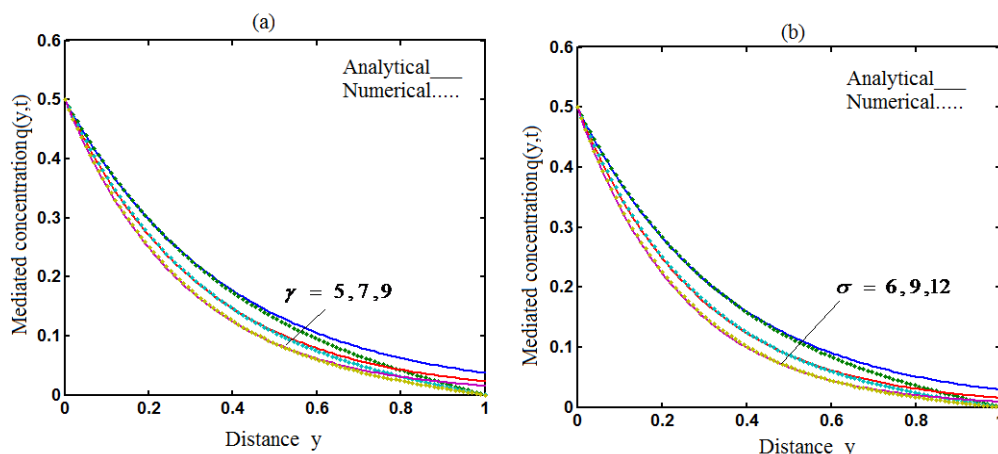 (a)
0.6
0.5
0.4
0.3
0.2
0.1
0
0
0.2
0.4
0.6
0.8
1
Mediated concentrationq(y,t)
Distance y
Analytical___
Numerical.....
γ = 5,7,9
(b)
0.6
0.5
0.4
0.3
0.2
0.1
0
0
0.2
0.4
0.6
0.8
1
Mediated concentrationq(y,t)
Distance y
Analytical___
Numerical.....
σ = 6,9,12